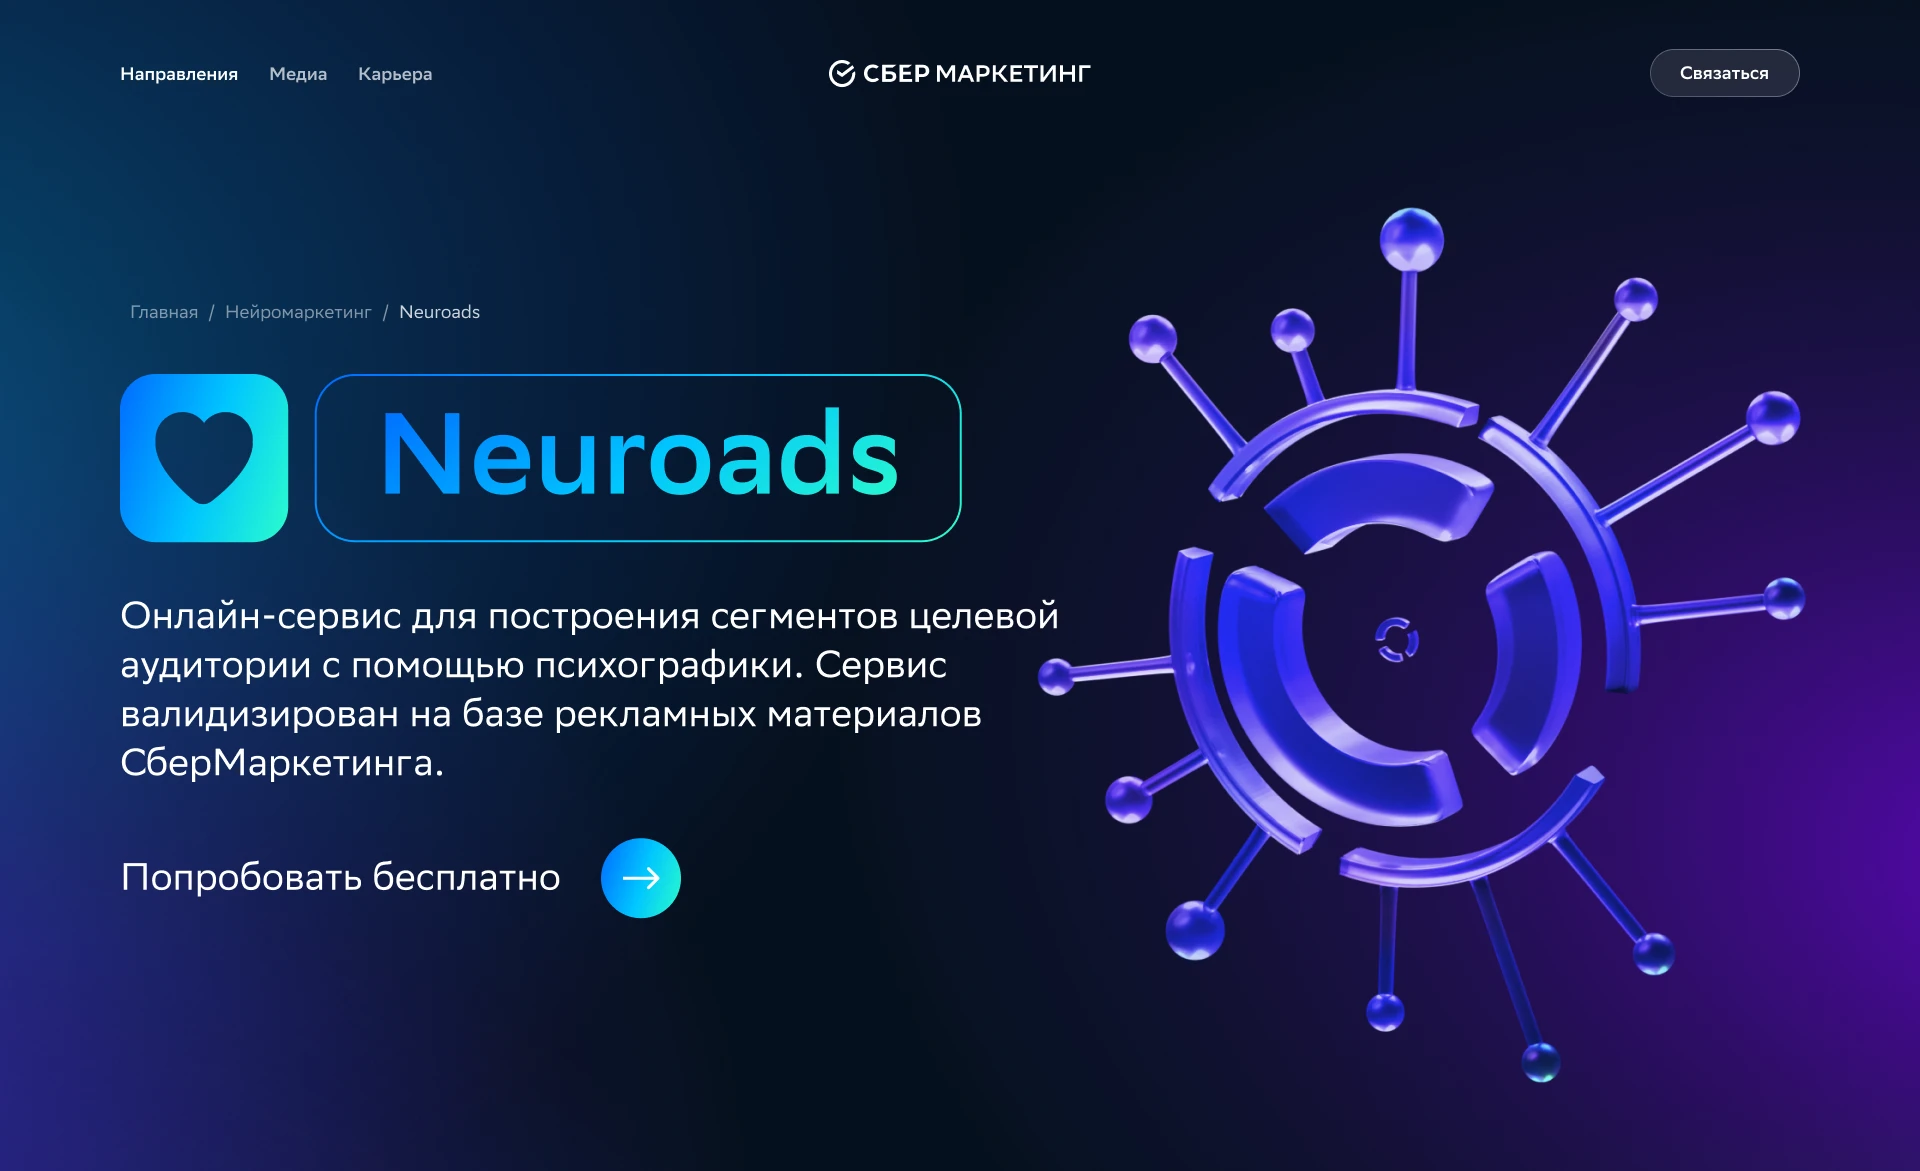 Направления Медиа Карьера СБЕР МАРКЕТИНГ Связаться
Главная / Нейромаркетинг / Neuroads
Neuroads
Онлайн-сервис для построения сегментов целевой
аудитории с помощью психографики. Сервис
валидизирован на базе рекламных материалов
СберМаркетинга.
Попробовать бесплатно